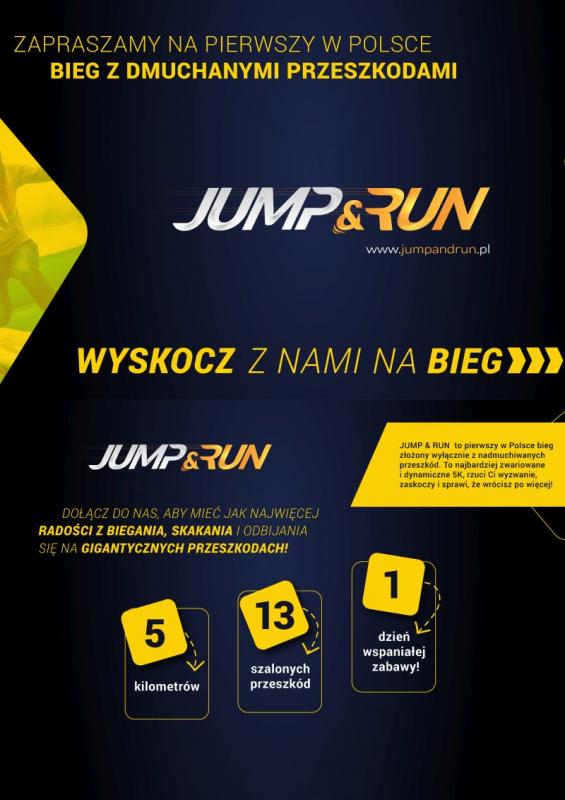 ZAPRASZAMY NA PIERWSZY W POLSCE
BIEG Z DMUCHANYMI PRZESZKODAMI
JUMP & RUN
www.jumpandrun.pl
WYSKOCZ Z NAMI NA BIEG
JUMP & RUN
JUMP & RUN to pierwszy w Polsce bieg
złożony wyłącznie z nadmuchiwanych
przeszkód. To najbardziej zwariowane
i dynamiczne 5K, rzuci Ci wyzwanie,
zaskoczy i sprawi, że wrócisz po więcej!
DOŁĄCZ DO NAS, ABY MIEĆ JAK NAJWIĘCEJ
RADOŚCI Z BIEGANIA, SKAKANIA I ODBIJANIA
SIĘ NA GIGANTYCZNYCH PRZESZKODACH!
5
kilometrów
13
szalonych
przeszkód
1
dzień
wspaniałej
zabawy!